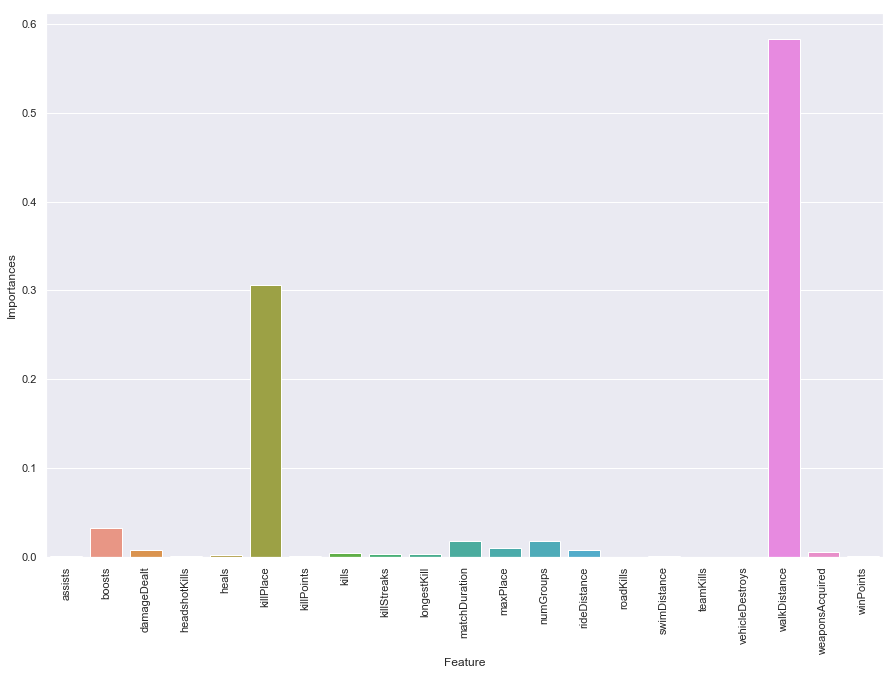 0.6
0.5
0.4
0.3
0.2
0.1
0.0
Importances
assists
boosts
damageDealt
headshotKills
heals
killPlace
killPoints
kills
killStreaks
longestKill
matchDuration
maxPlace
numGroups
rideDistance
roadKills
swimDistance
teamKills
vehicleDestroys
walkDistance
weaponsAcquired
winPoints
Feature